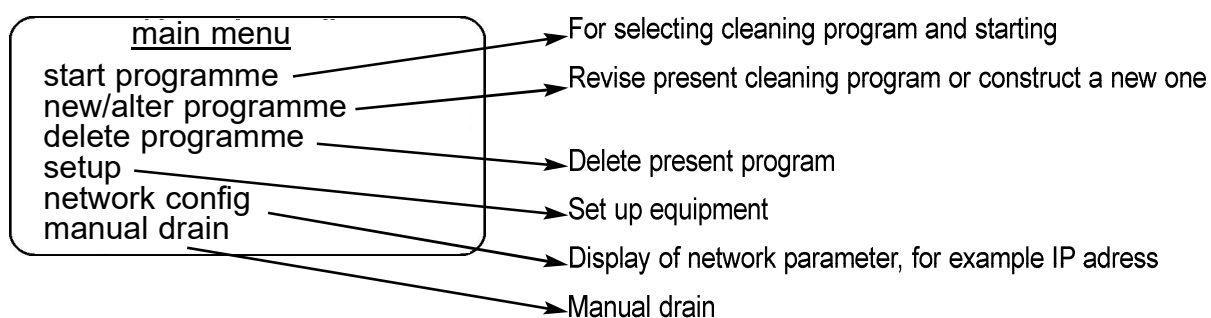 main menu
start programme
new/alter programme
delete programme
setup
network config
manual drain
For selecting cleaning program and starting
Revise present cleaning program or construct a new one
Delete present program
Set up equipment
Display of network parameter, for example IP adress
Manual drain